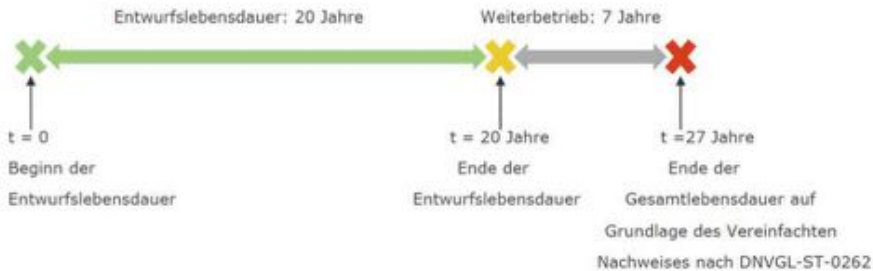 Entwurfslebensdauer: 20 Jahre
Weiterbetrieb: 7 Jahre
t = 0
Beginn der
Entwurfslebensdauer
t = 20 Jahre
Ende der
Entwurfslebensdauer
t =27 Jahre
Ende der
Gesamtlebensdauer auf
Grundlage des Vereinfachten
Nachweises nach DNVGL-ST-0262